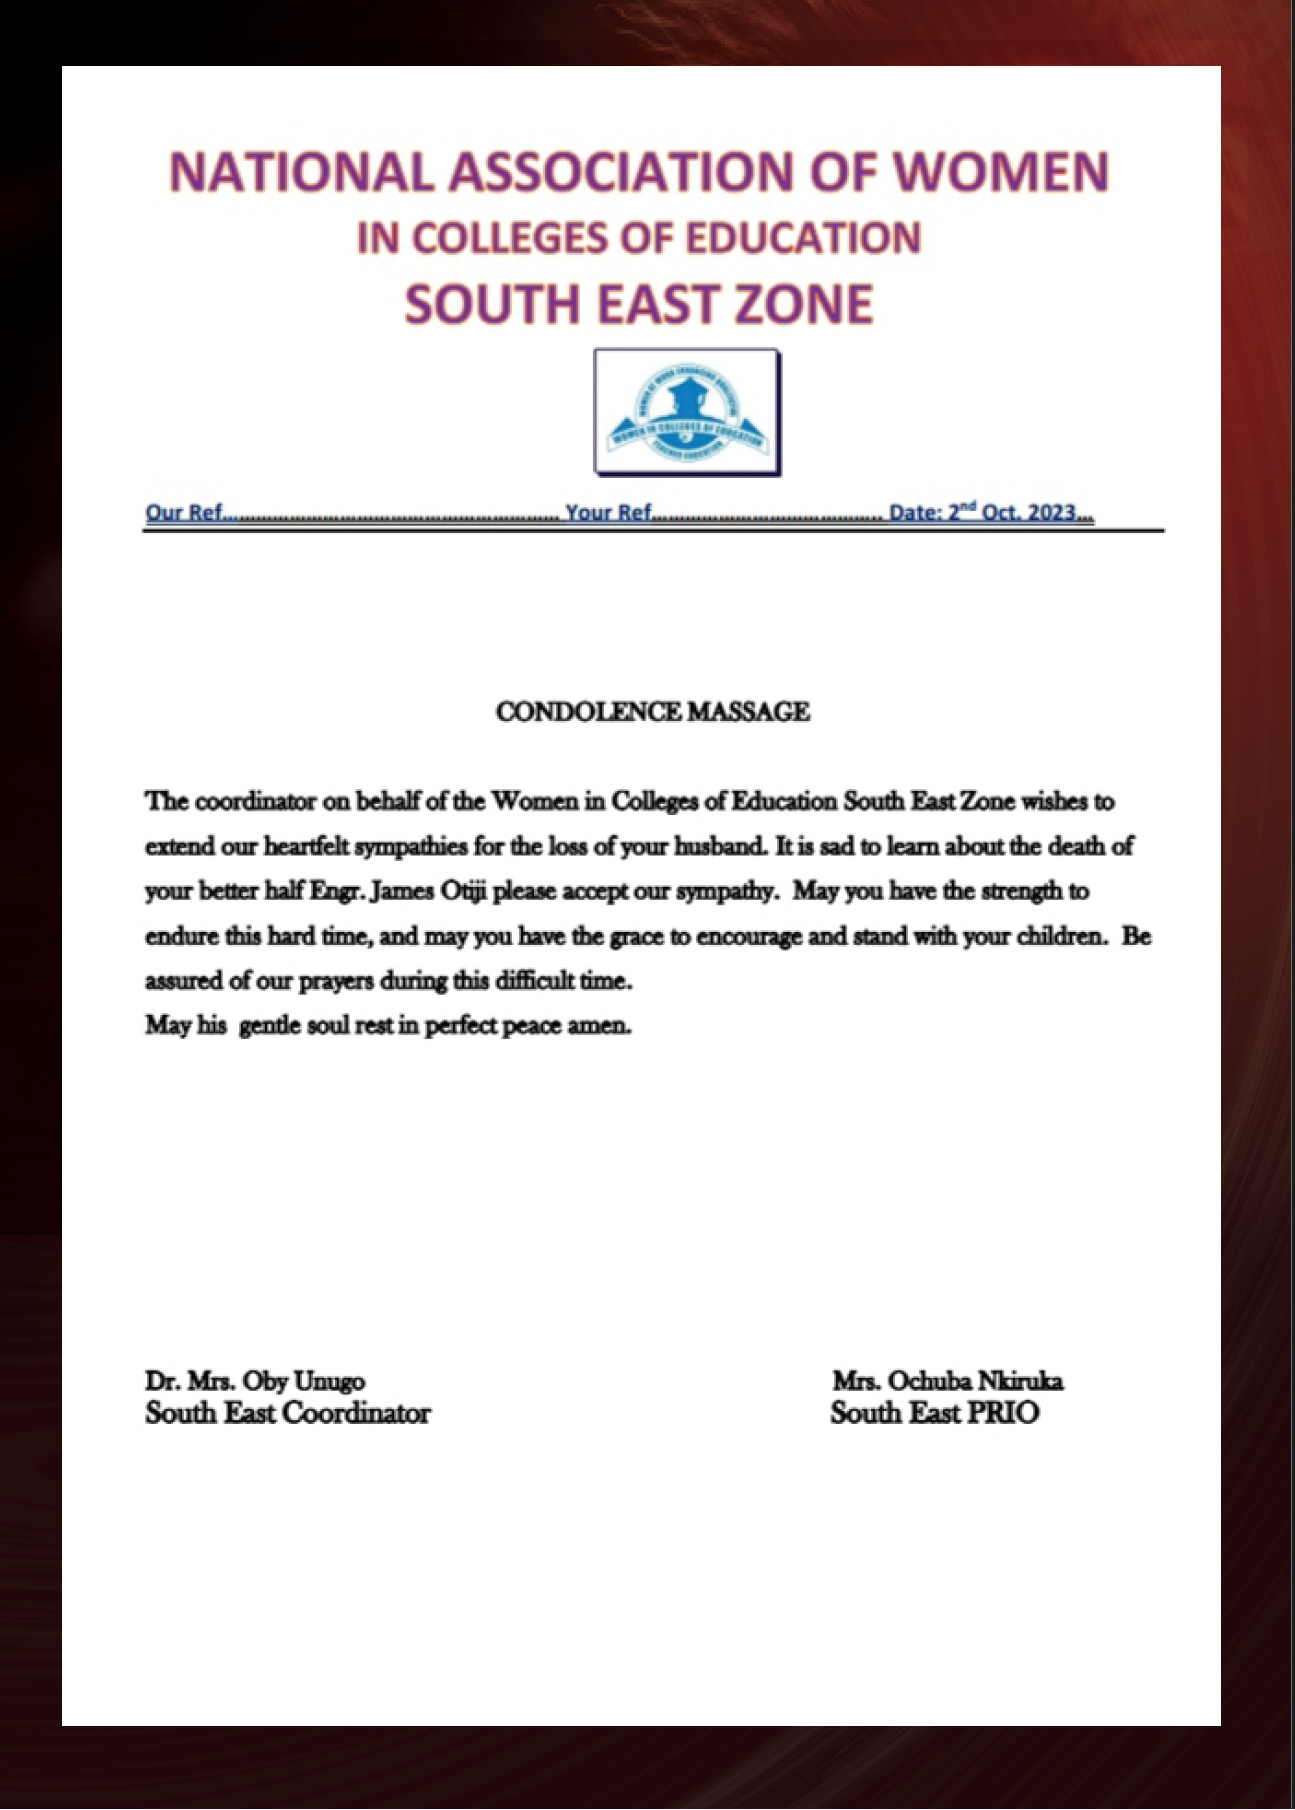 NATIONAL ASSOCIATION OF WOMEN
IN COLLEGES OF EDUCATION
SOUTH EAST ZONE
WOMEN IN COLLEGES OF EDUCATION
TEACHER EDUCATION
Our Ref................................................ Your Ref.................................. Date: 2nd Oct. 2023...
CONDOLENCE MASSAGE
The coordinator on behalf of the Women in Colleges of Education South East Zone wishes to
extend our heartfelt sympathies for the loss of your husband. It is sad to learn about the death of
your better half Engr. James Otiji please accept our sympathy.  May you have the strength to
endure this hard time, and may you have the grace to encourage and stand with your children.  Be
assured of our prayers during this difficult time.
May his  gentle soul rest in perfect peace amen.
Dr. Mrs. Oby Unugo
Mrs. Ochuba Nkiruka
South East Coordinator
South East PRIO